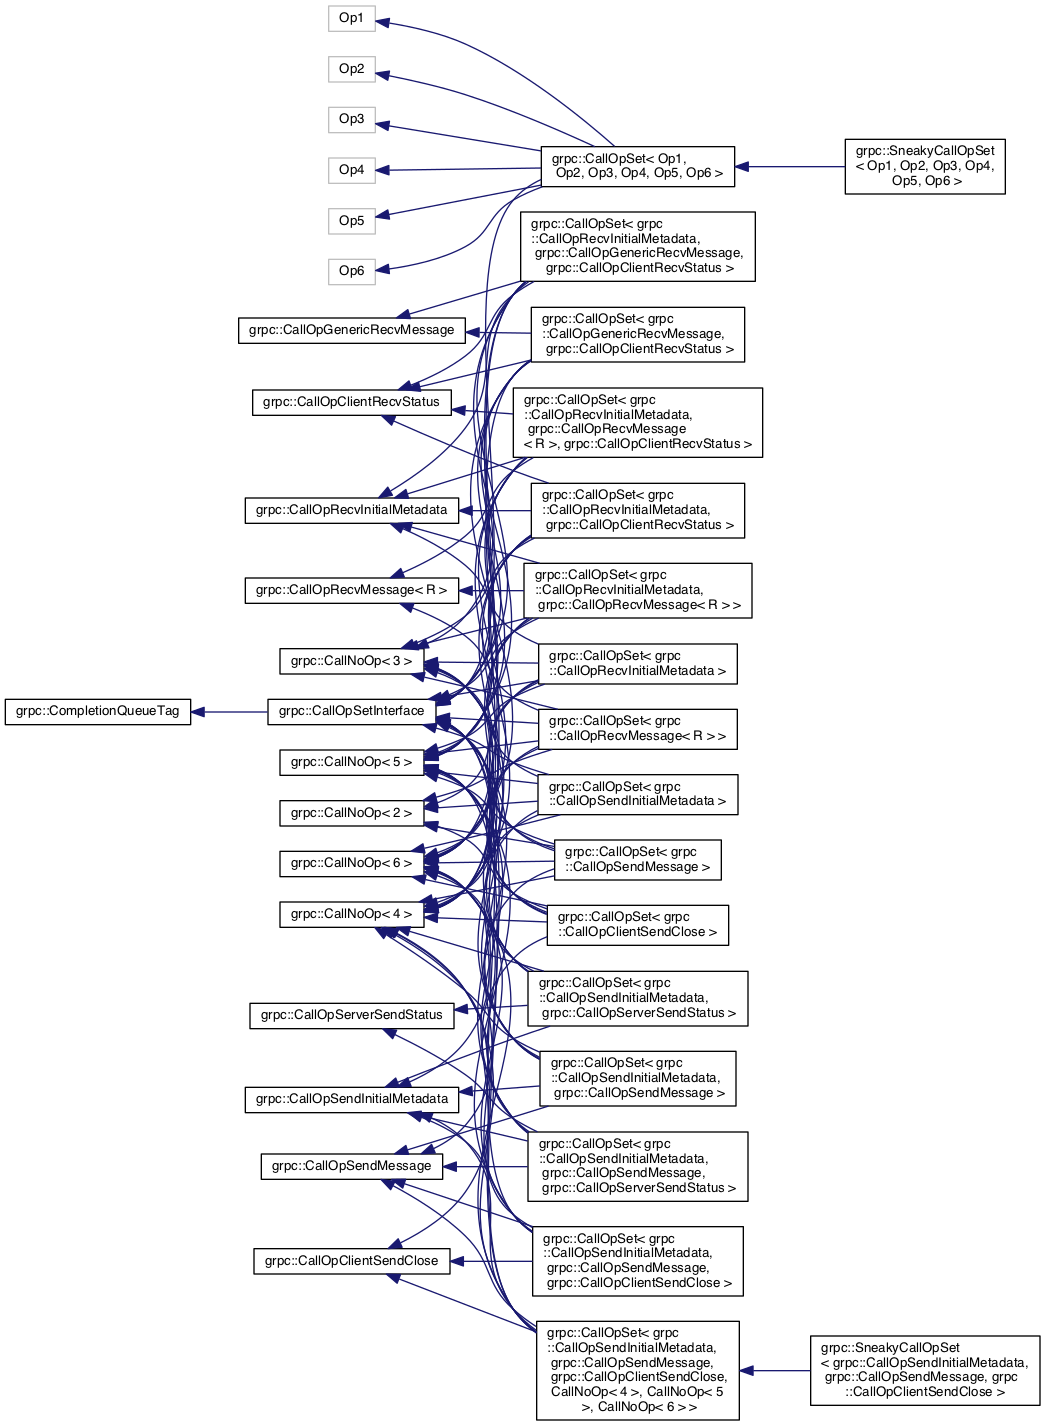 Op1
Op2
Op3
Op4
Op5
Op6
grpc::CallOpGenericRecvMessage
grpc::CallOpClientRecvStatus
grpc::CallOpRecvInitialMetadata
grpc::CallOpRecvMessage< R >
grpc::CallNoOp< 3 >
grpc::CompletionQueueTag
grpc::CallOpSetInterface
grpc::CallNoOp< 5 >
grpc::CallNoOp< 2 >
grpc::CallNoOp< 6 >
grpc::CallNoOp< 4 >
grpc::CallOpServerSendStatus
grpc::CallOpSendInitialMetadata
grpc::CallOpSendMessage
grpc::CallOpClientSendClose
grpc::CallOpSet< Op1,
Op2, Op3, Op4, Op5, Op6 >
grpc::CallOpSet< grpc
::CallOpRecvInitialMetadata,
grpc::CallOpGenericRecvMessage,
grpc::CallOpClientRecvStatus >
grpc::CallOpSet< grpc
::CallOpGenericRecvMessage,
grpc::CallOpClientRecvStatus >
grpc::CallOpSet< grpc
::CallOpRecvInitialMetadata,
grpc::CallOpRecvMessage
< R >, grpc::CallOpClientRecvStatus >
grpc::CallOpSet< grpc
::CallOpRecvInitialMetadata,
grpc::CallOpClientRecvStatus >
grpc::CallOpSet< grpc
::CallOpRecvInitialMetadata,
grpc::CallOpRecvMessage< R > >
grpc::CallOpSet< grpc
::CallOpRecvInitialMetadata >
grpc::CallOpSet< grpc
::CallOpRecvMessage< R > >
grpc::CallOpSet< grpc
::CallOpSendInitialMetadata >
grpc::CallOpSet< grpc
::CallOpSendMessage >
grpc::CallOpSet< grpc
::CallOpClientSendClose >
grpc::CallOpSet< grpc
::CallOpSendInitialMetadata,
grpc::CallOpServerSendStatus >
grpc::CallOpSet< grpc
::CallOpSendInitialMetadata,
grpc::CallOpSendMessage >
grpc::CallOpSet< grpc
::CallOpSendInitialMetadata,
grpc::CallOpSendMessage,
grpc::CallOpServerSendStatus >
grpc::CallOpSet< grpc
::CallOpSendInitialMetadata,
grpc::CallOpSendMessage,
grpc::CallOpClientSendClose >
grpc::CallOpSet< grpc
::CallOpSendInitialMetadata,
grpc::CallOpSendMessage,
grpc::CallOpClientSendClose,
CallNoOp< 4 >, CallNoOp< 5
>, CallNoOp< 6 > >
grpc::SneakyCallOpSet
< Op1, Op2, Op3, Op4,
Op5, Op6 >
grpc::SneakyCallOpSet
< grpc::CallOpSendInitialMetadata,
grpc::CallOpSendMessage, grpc
::CallOpClientSendClose >